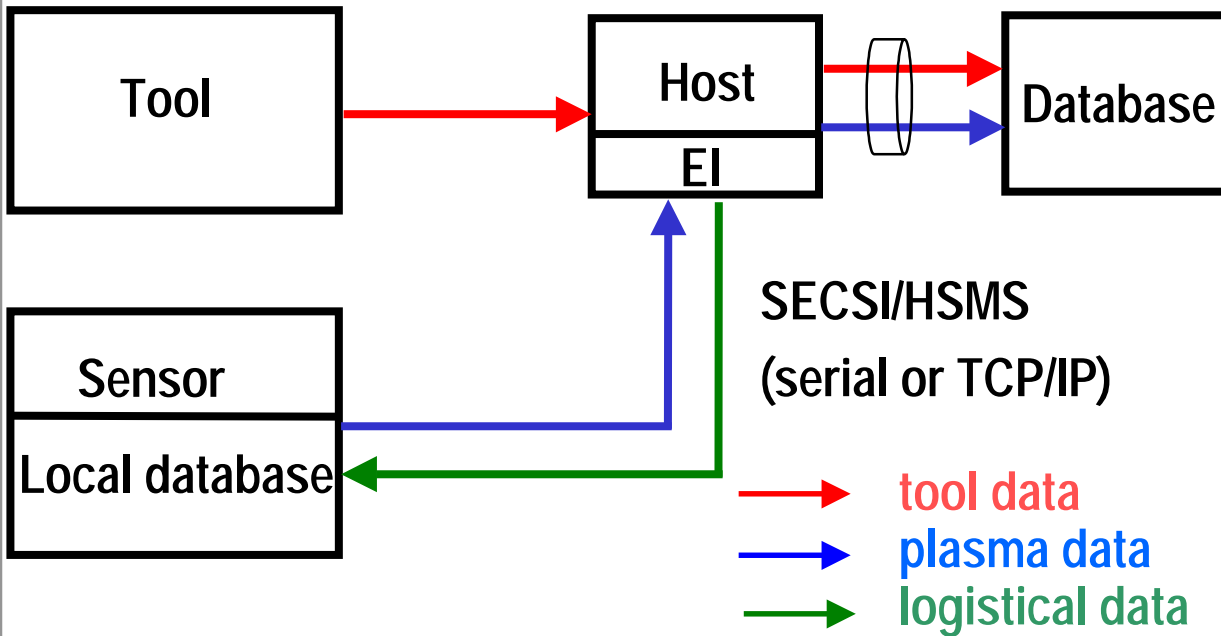 Tool
Host
EI
Database
Sensor
Local database
SECSI/HSMS
(serial or TCP/IP)
tool data
plasma data
logistical data